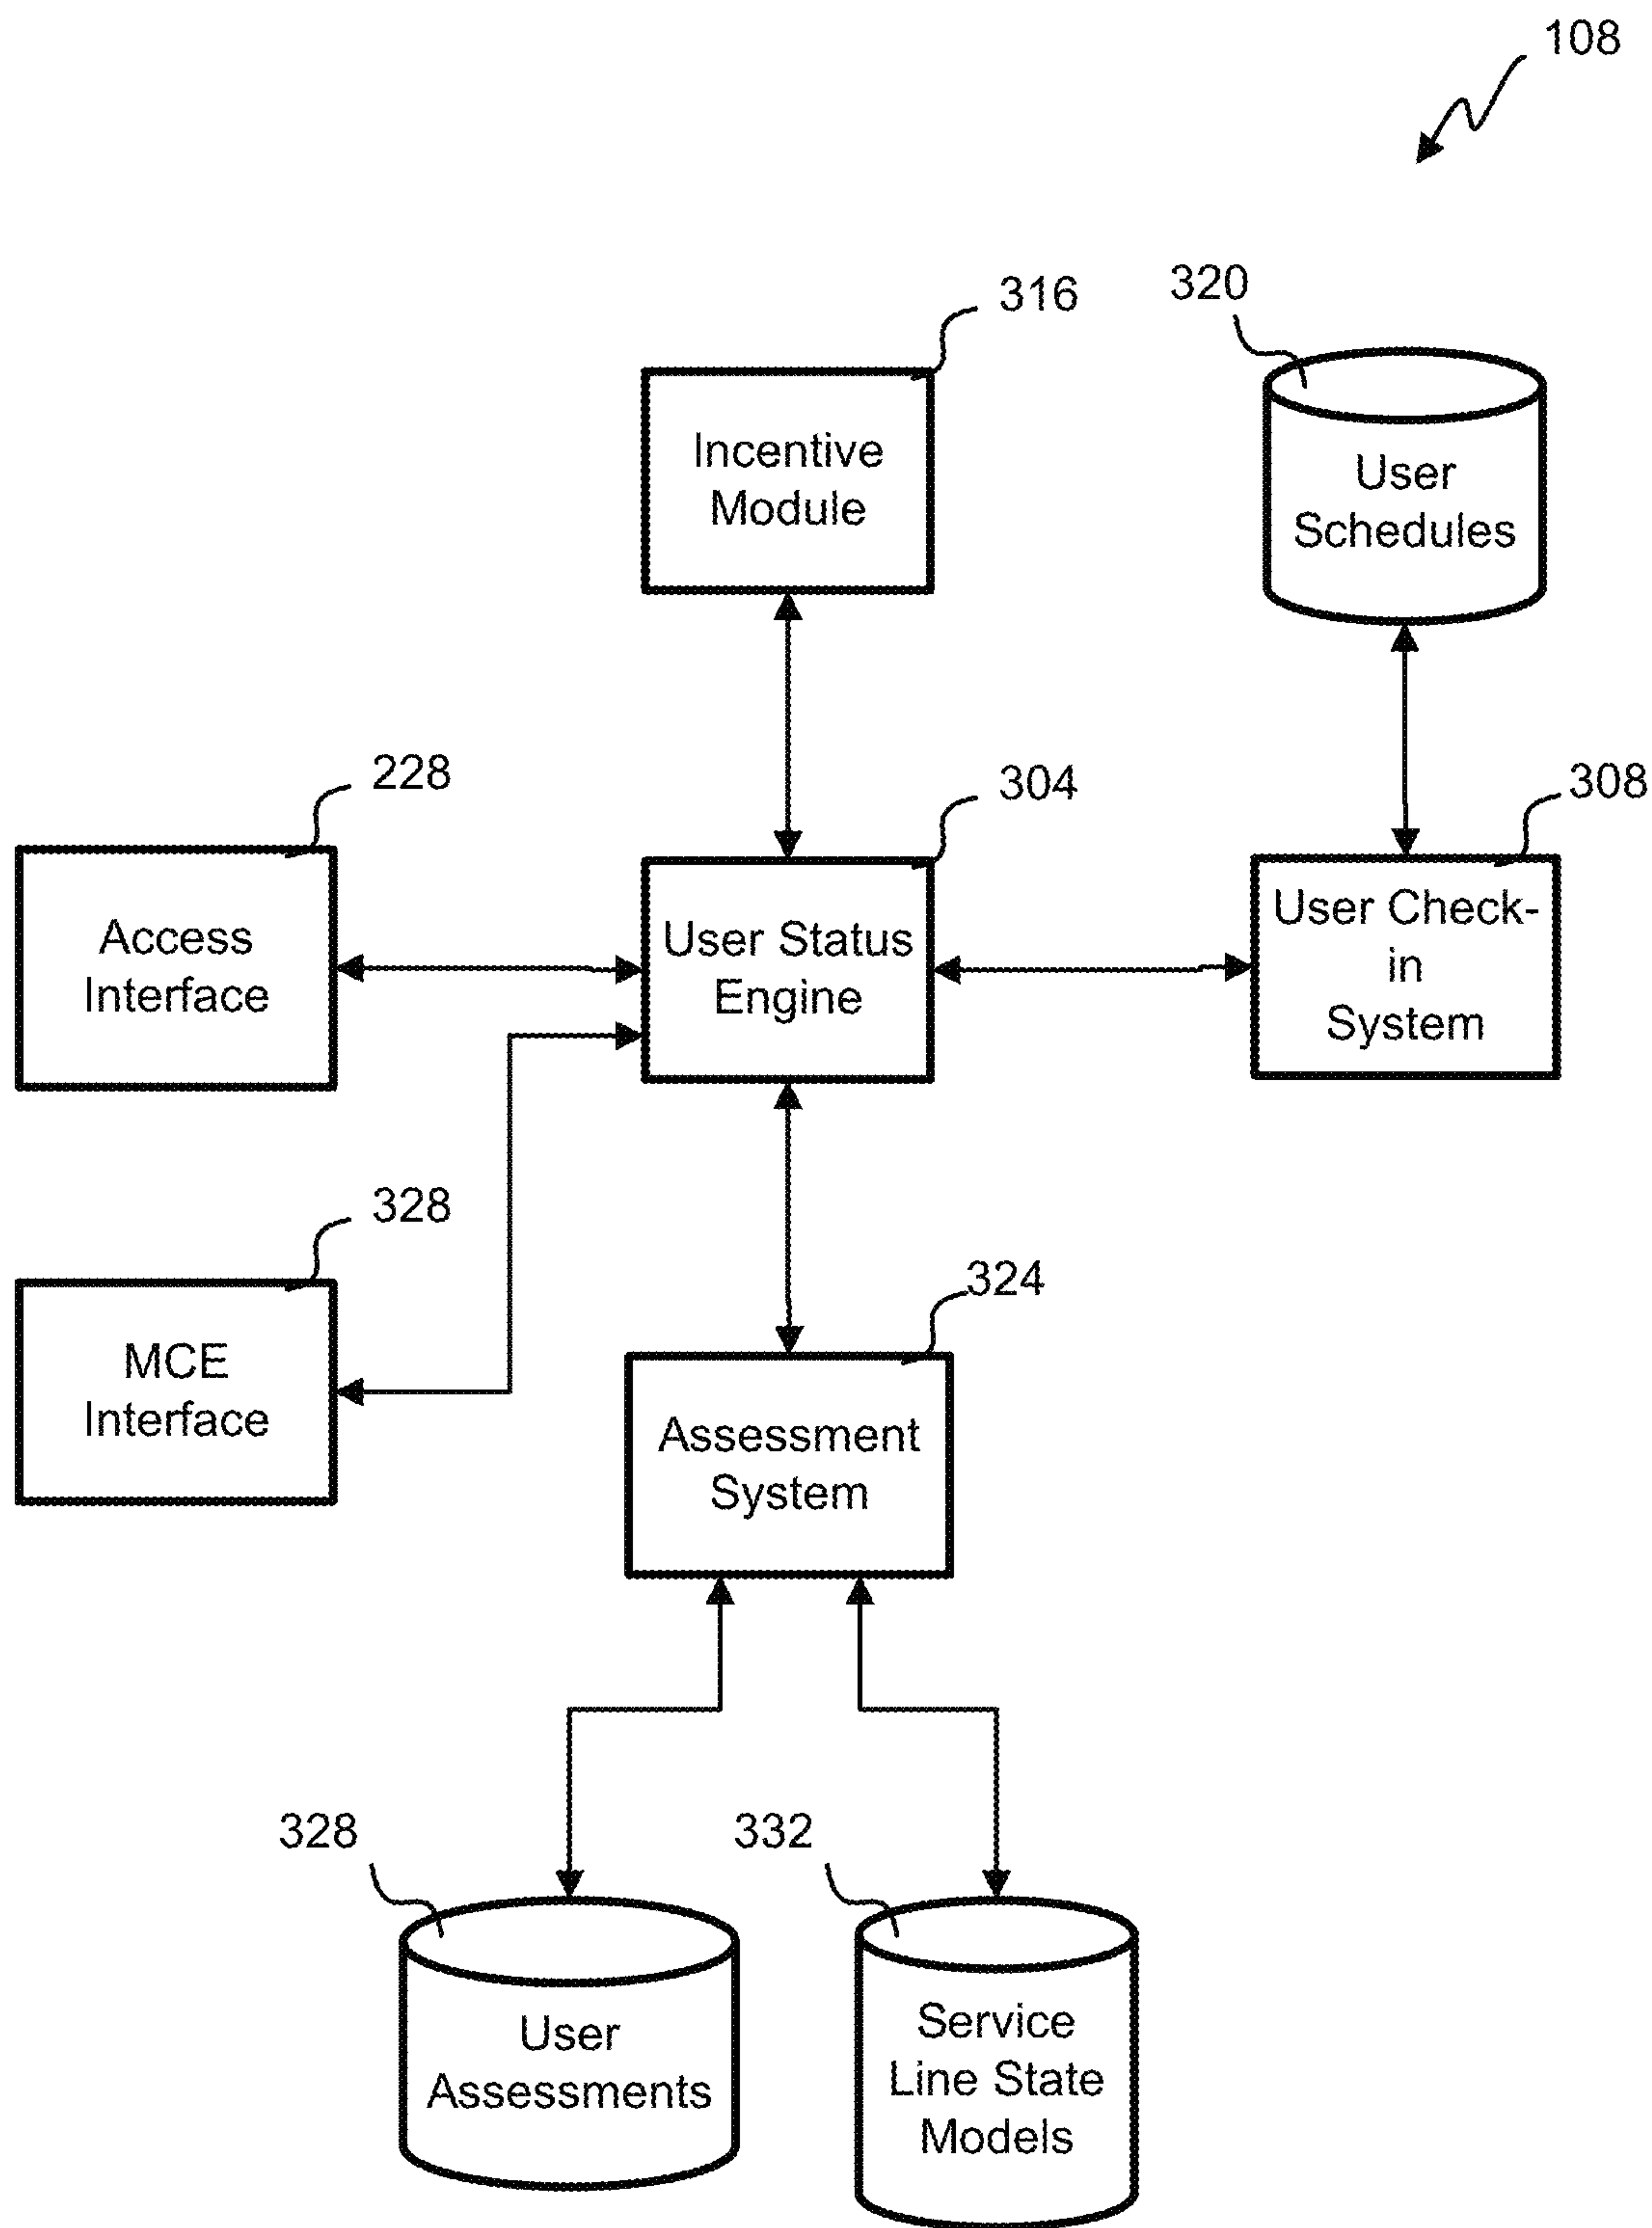 108
316
320
Incentive
Module
User
Schedules
228
304
308
Access
Interface
User Status
Engine
User Check-
in
System
328
MCE
Interface
324
Assessment
System
328
332
User
Assessments
Service
Line State
Models